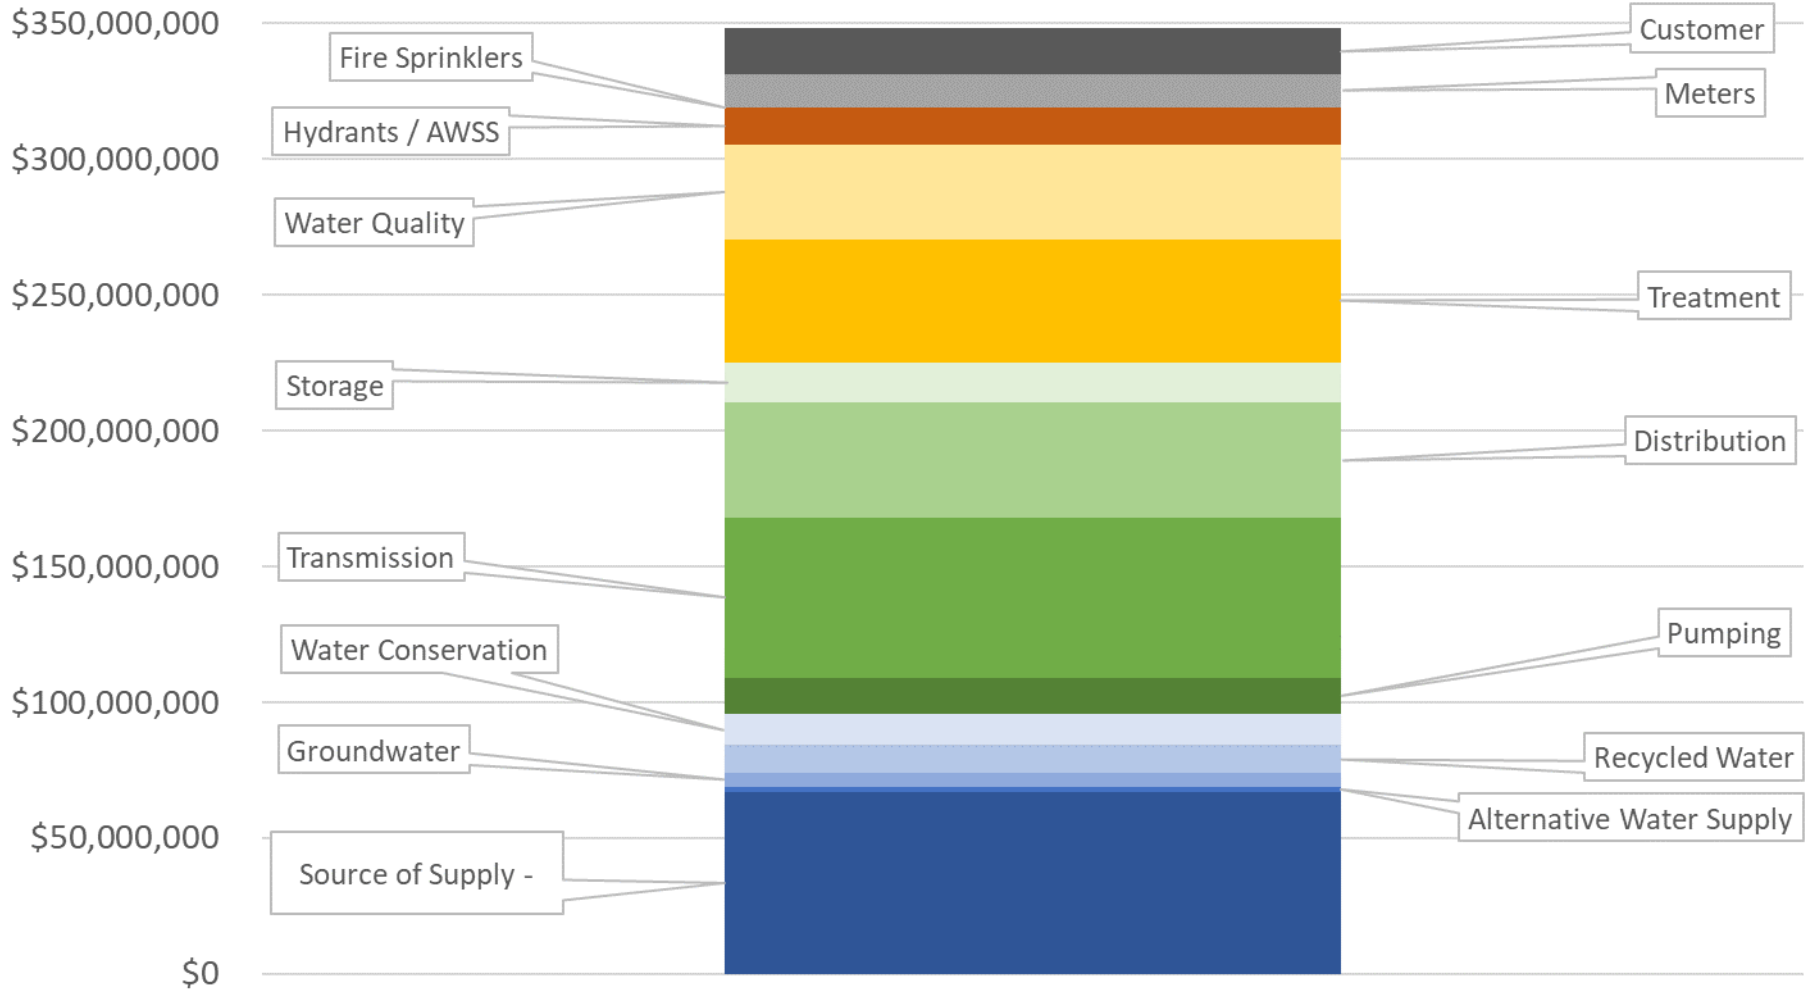 $350,000,000
Customer
Fire Sprinklers
Meters
Hydrants / AWSS
$300,000,000
Water Quality
$250,000,000
Treatment
Storage
$200,000,000
Distribution
Transmission
$150,000,000
Pumping
Water Conservation
$100,000,000
Groundwater
Recycled Water
Alternative Water Supply
$50,000,000
Source of Supply -
$0